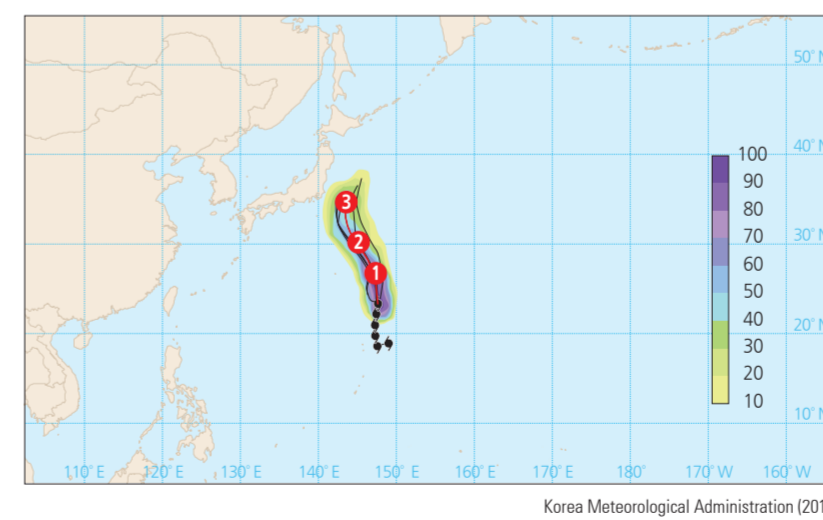 50° N
40° N
100
90
80
70
30° N
60
50
40
20° N
30
20
10
10° N
3
2
1
110° E 120° E 130° E 140° E 150° E 160° E 170° E 180° 170° W 160° W
Korea Meteorological Administration (201